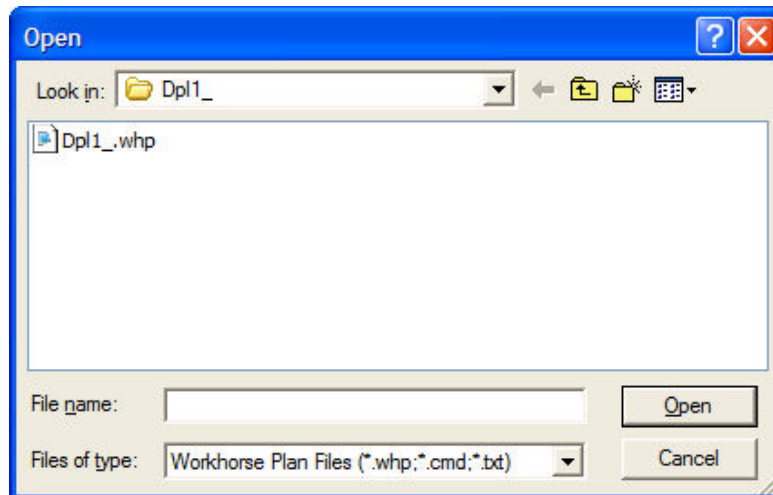 Open
Look in: Dpl1_
Dpl1_.whp
File name: Open
Files of type: Workhorse Plan Files (*.whp;*.cmd;*.txt) Cancel